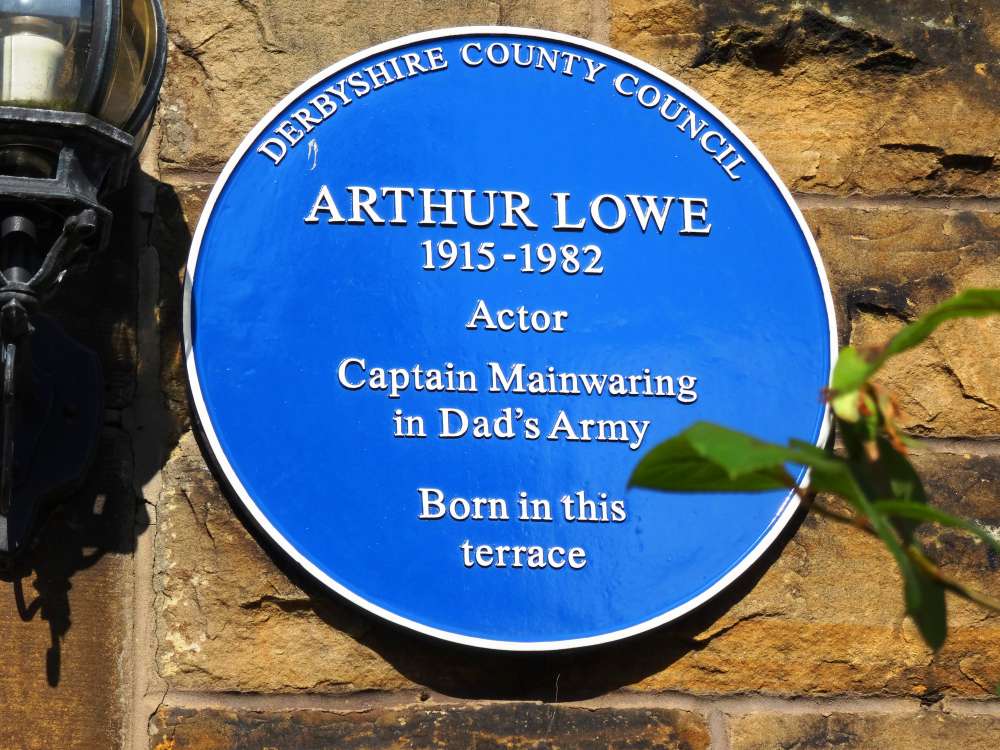 DERBYSHIRE COUNTY COUNCIL
ARTHUR LOWE
1915-1982
Actor
Captain Mainwaring
in Dad's Army
Born in this
terrace